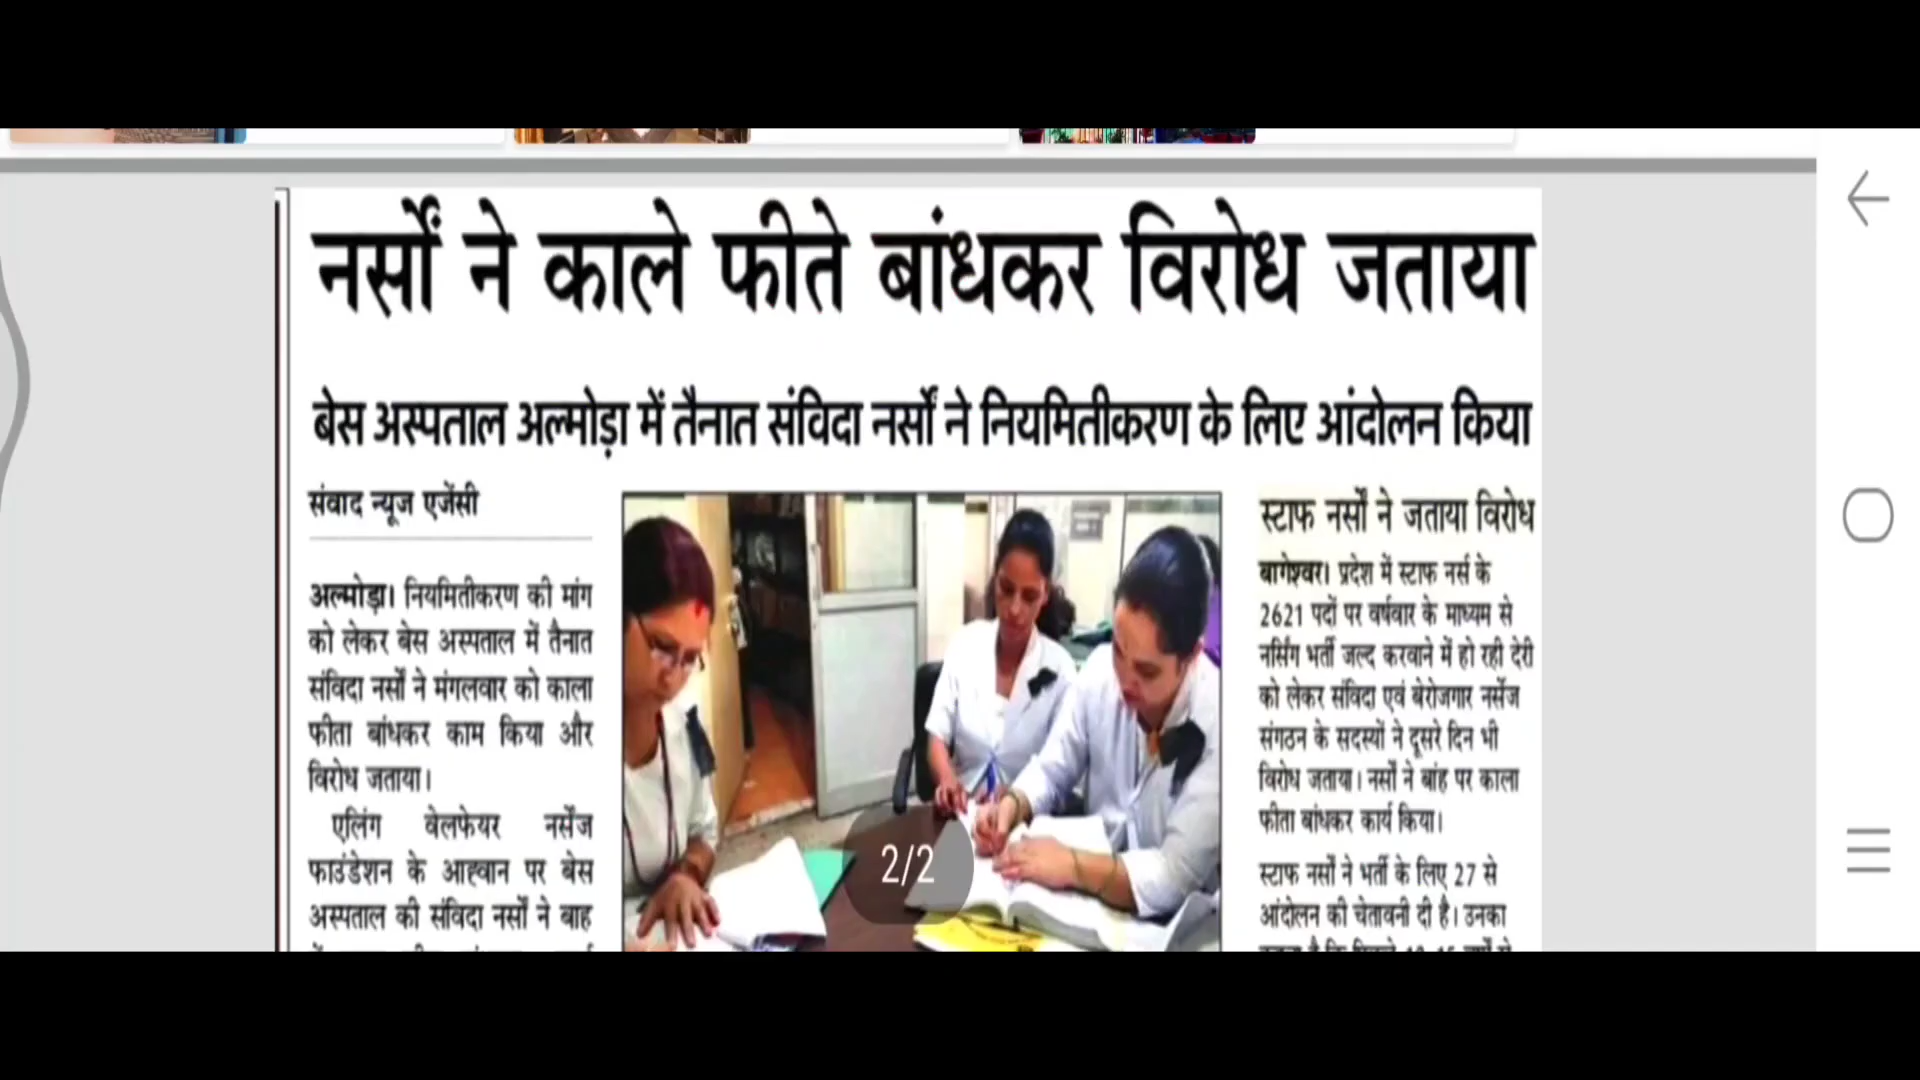 नर्सों ने काले फीते बांधकर विरोध जताया
बेस अस्पताल अल्मोड़ा में तैनात संविदा नर्सों ने नियमितीकरण के लिए आंदोलन किया
संवाद न्यूज एजेंसी
अल्मोड़ा। नियमितीकरण की मांग
को लेकर बेस अस्पताल में तैनात
संविदा नर्सों ने मंगलवार को काला
फीता बांधकर काम किया और
विरोध जताया।
एलिंग वेलफेयर नर्सेज
फाउंडेशन के आह्वान पर बेस
अस्पताल की संविदा नर्सों ने बाह
स्टाफ नर्सों ने जताया विरोध
बागेश्वर। प्रदेश में स्टाफ नर्स के
2621 पदों पर वर्षवार के माध्यम से
नर्सिंग भर्ती जल्द करवाने में हो रही देरी
को लेकर संविदा एवं बेरोजगार नर्सेज
संगठन के सदस्यों ने दूसरे दिन भी
विरोध जताया। नर्सों ने बांह पर काला
फीता बांधकर कार्य किया।
स्टाफ नर्सों ने भर्ती के लिए 27 से
आंदोलन की चेतावनी दी है। उनका
2/2